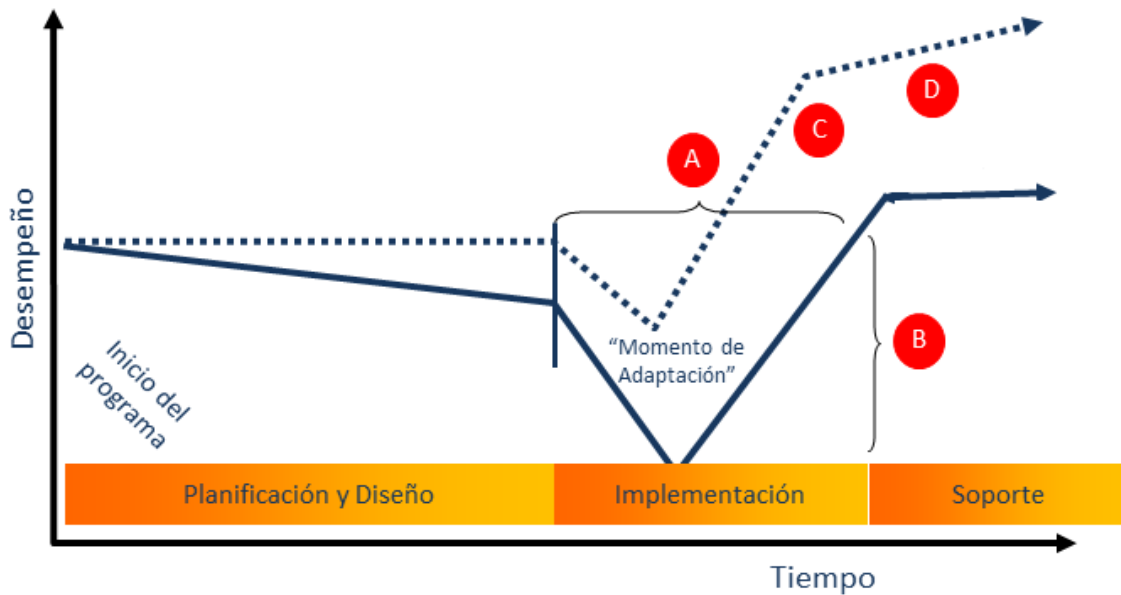 D
C
A
Desempeño
B
“Momento de
Adaptación”
Inicio del
programa
Planificación y Diseño
Implementación
Soporte
Tiempo